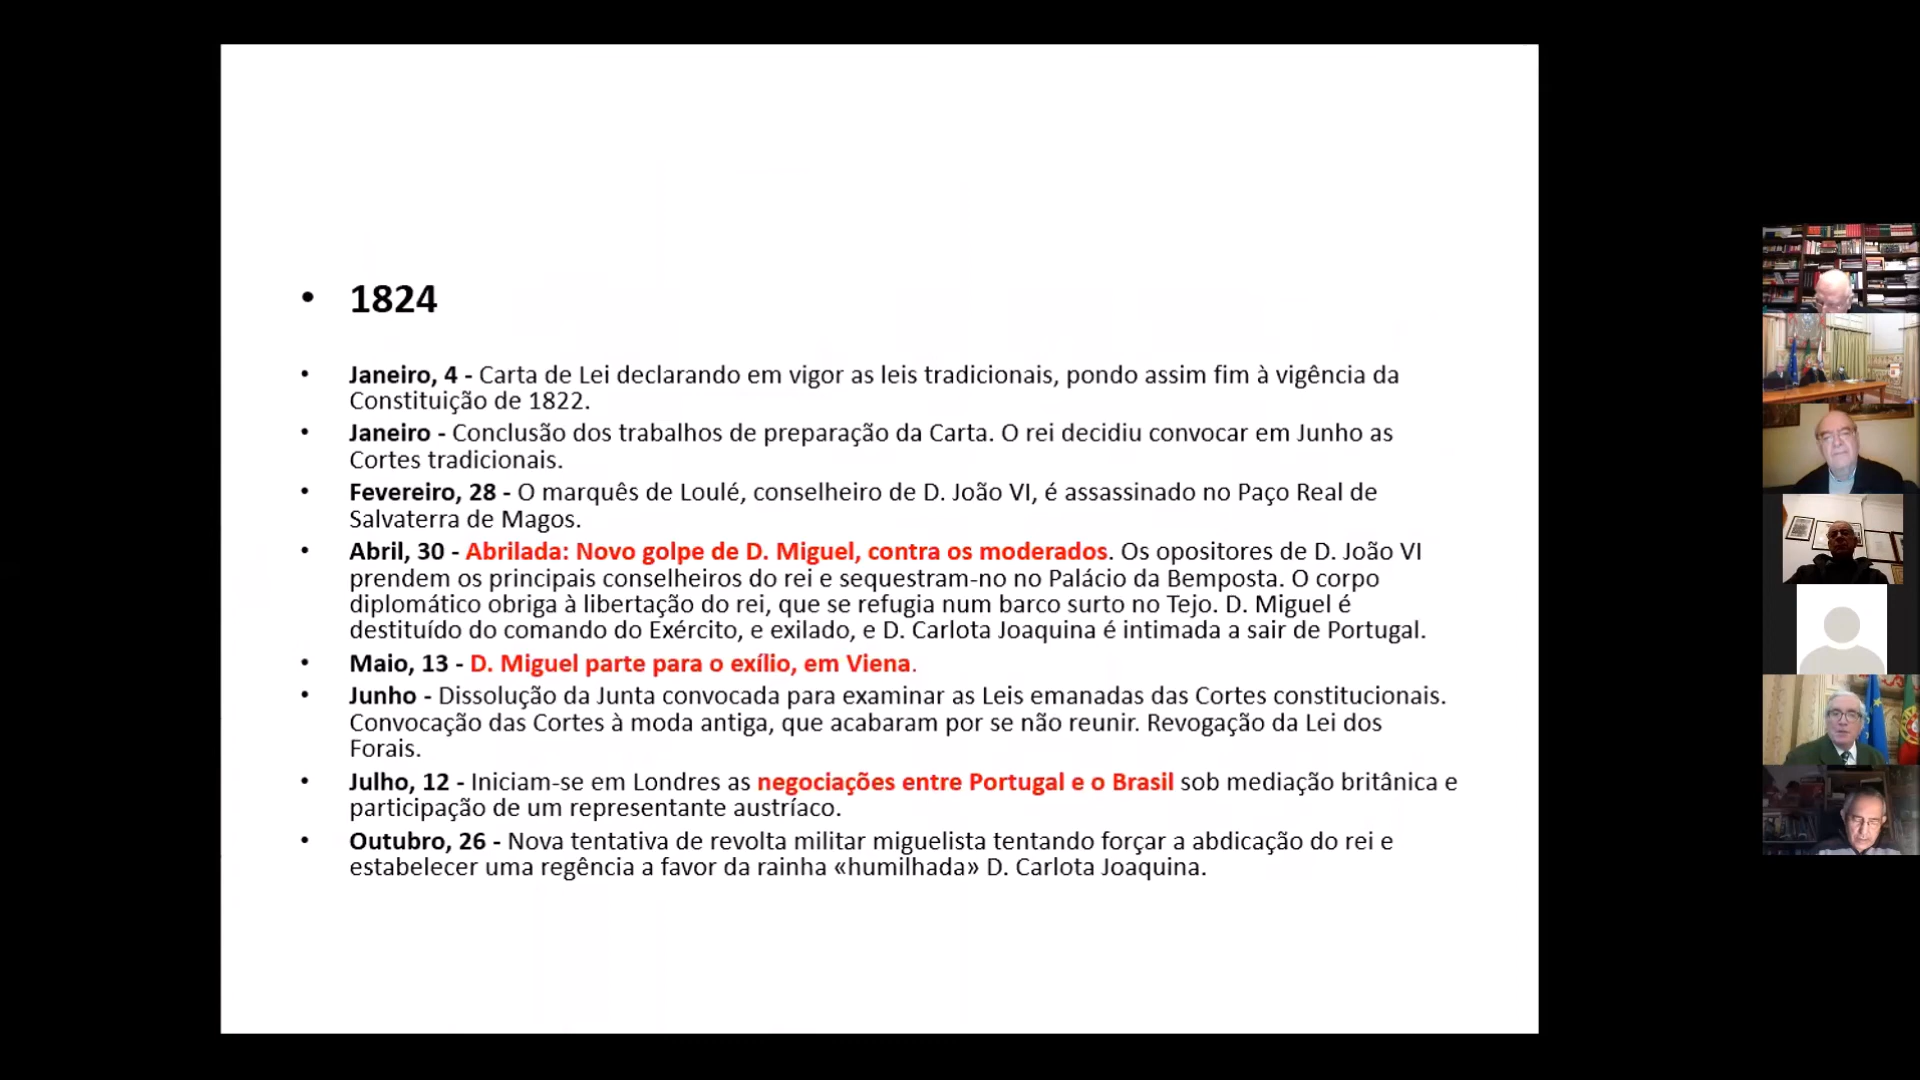 • 1824
• Janeiro, 4 - Carta de Lei declarando em vigor as leis tradicionais, pondo assim fim à vigência da
Constituição de 1822.
• Janeiro - Conclusão dos trabalhos de preparação da Carta. O rei decidiu convocar em Junho as
Cortes tradicionais.
• Fevereiro, 28 - O marquês de Loulé, conselheiro de D. João VI, é assassinado no Paço Real de
Salvaterra de Magos.
• Abril, 30 - Abrilada: Novo golpe de D. Miguel, contra os moderados. Os opositores de D. João VI
prendem os principais conselheiros do rei e sequestram-no no Palácio da Bemposta. O corpo
diplomático obriga à libertação do rei, que se refugia num barco surto no Tejo. D. Miguel é
destituído do comando do Exército, e exilado, e D. Carlota Joaquina é intimada a sair de Portugal.
• Maio, 13 - D. Miguel parte para o exílio, em Viena.
• Junho - Dissolução da Junta convocada para examinar as Leis emanadas das Cortes constitucionais.
Convocação das Cortes à moda antiga, que acabaram por se não reunir. Revogação da Lei dos
Forais.
• Julho, 12 - Iniciam-se em Londres as negociações entre Portugal e o Brasil sob mediação britânica e
participação de um representante austríaco.
• Outubro, 26 - Nova tentativa de revolta militar miguelista tentando forçar a abdicação do rei e
estabelecer uma regência a favor da rainha «humilhada» D. Carlota Joaquina.